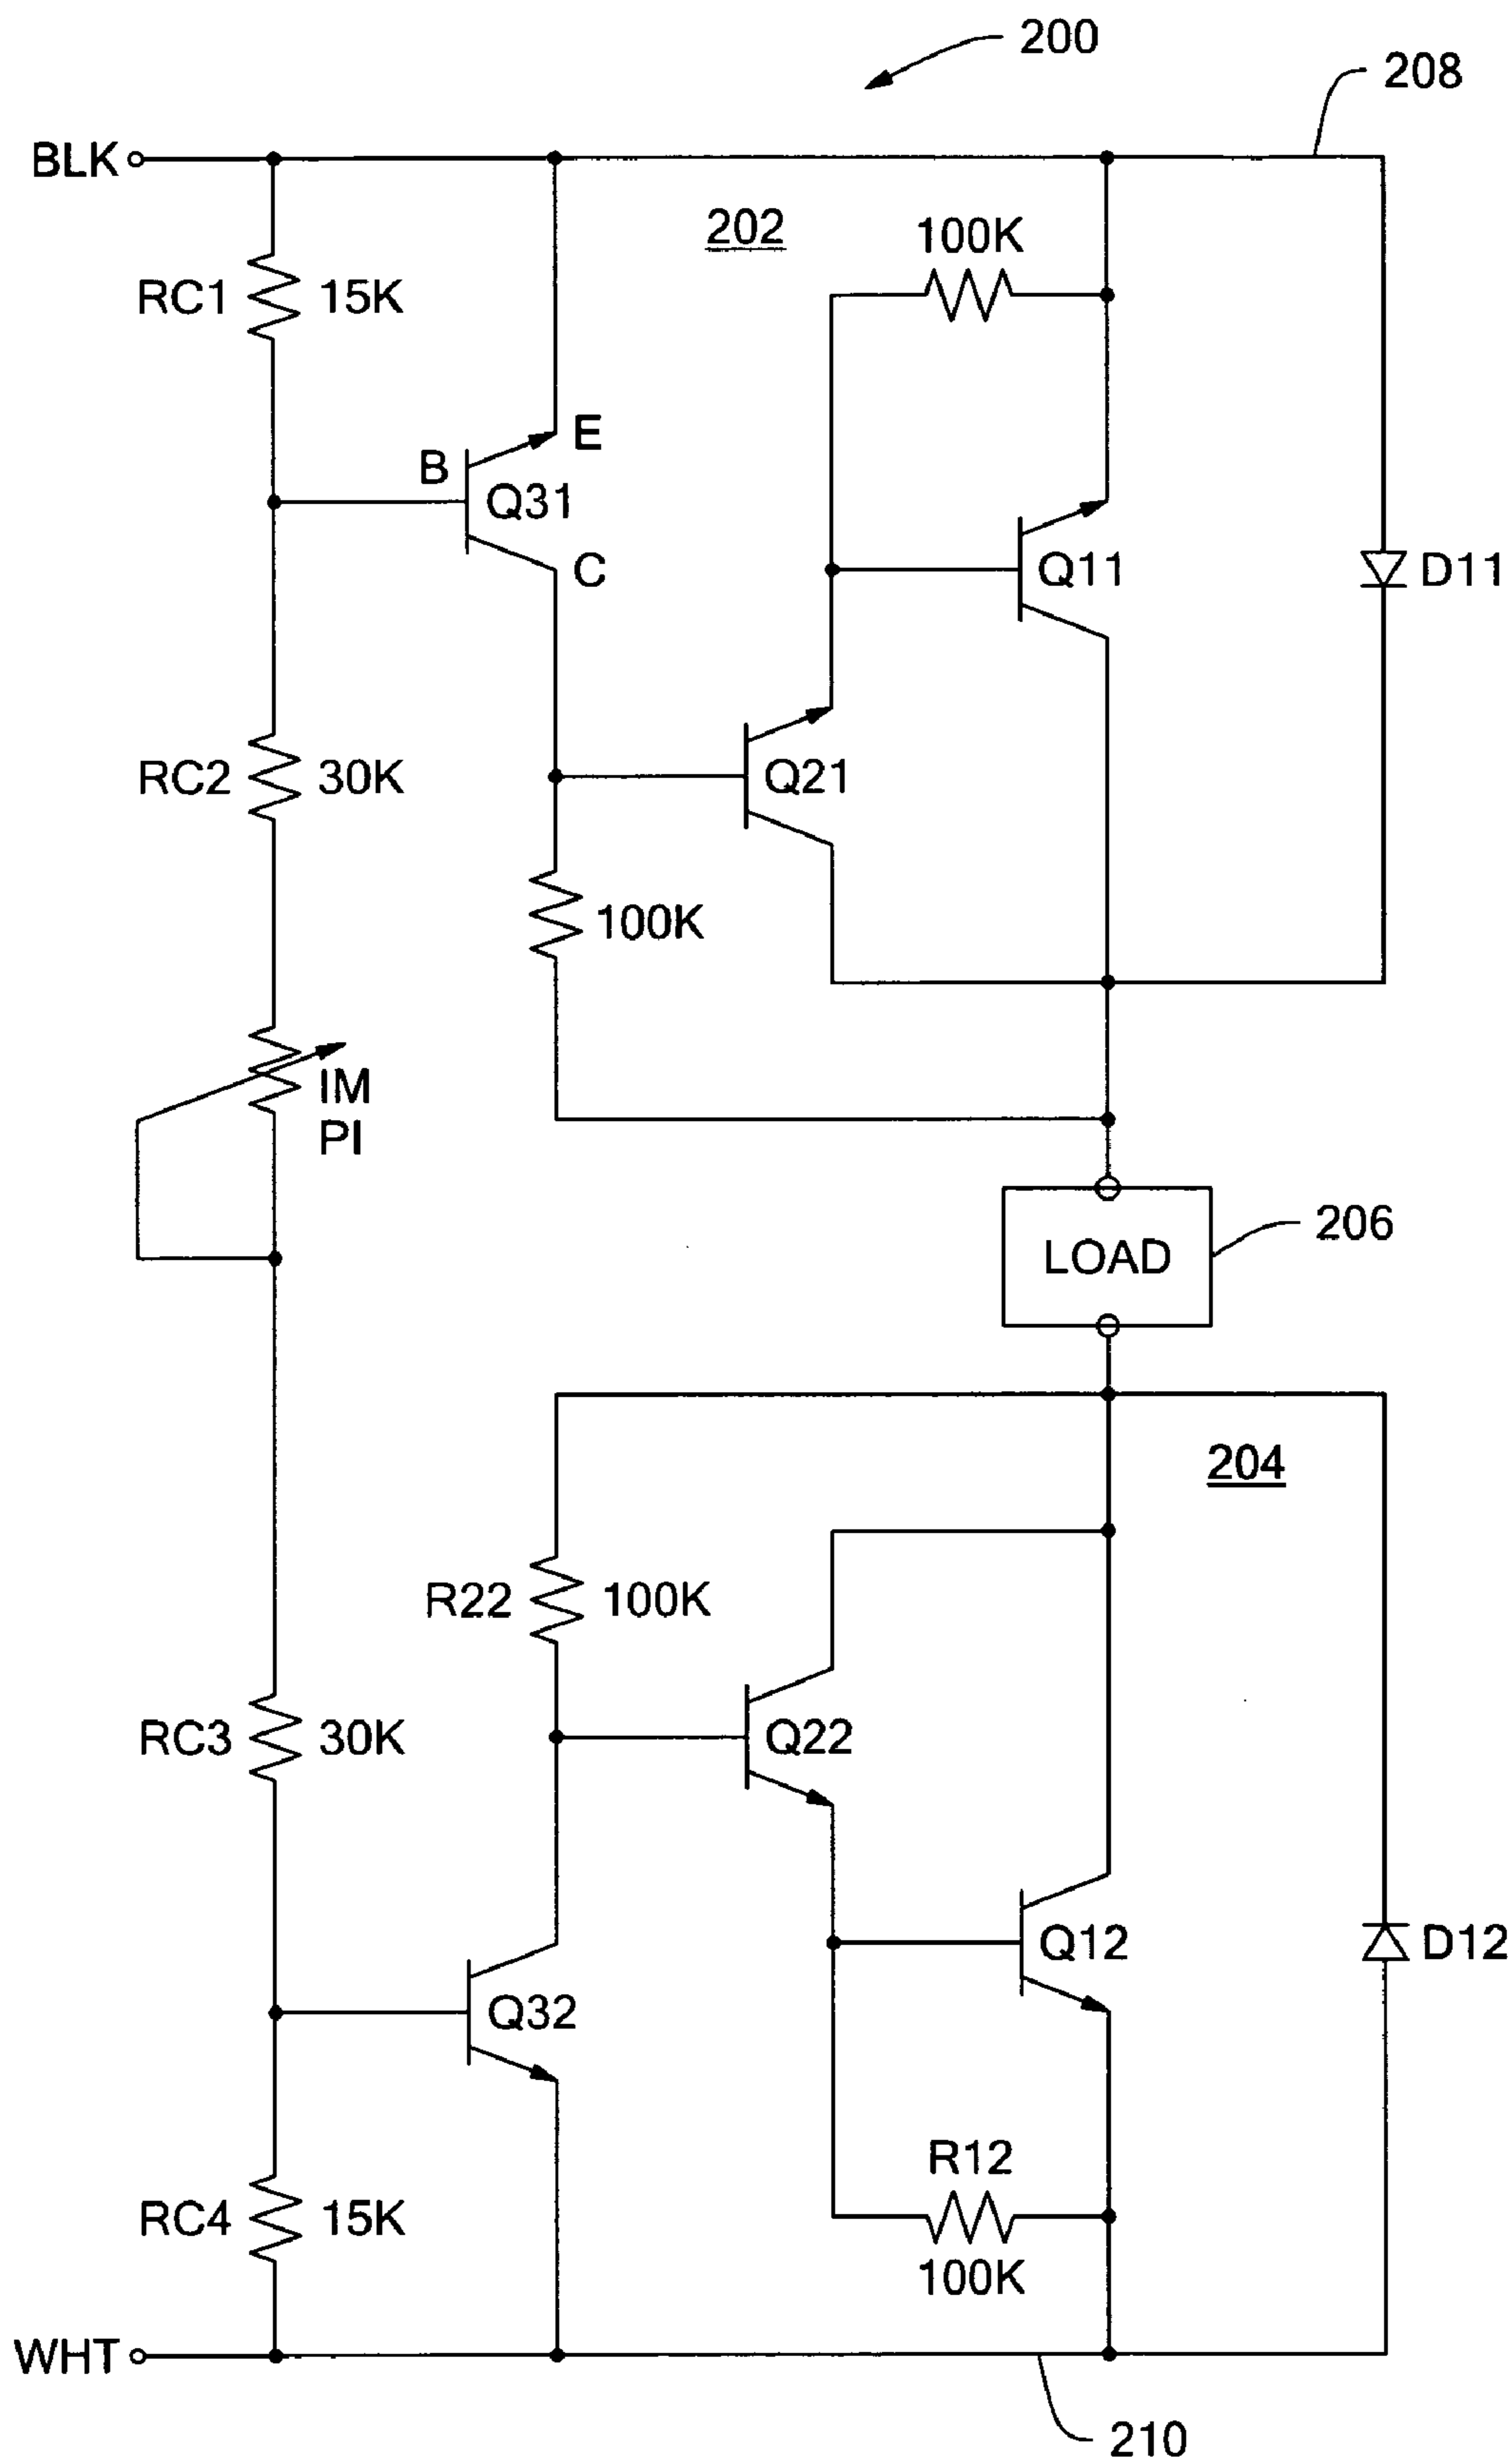 200
208
BLK
202
100K
RC1 15K
E
B
Q31
C
Q11
D11
RC2 30K
Q21
100K
IM
PI
206
LOAD
204
R22 100K
RC3 30K
Q22
Q12
D12
Q32
R12
RC4 15K
100K
WHT
210